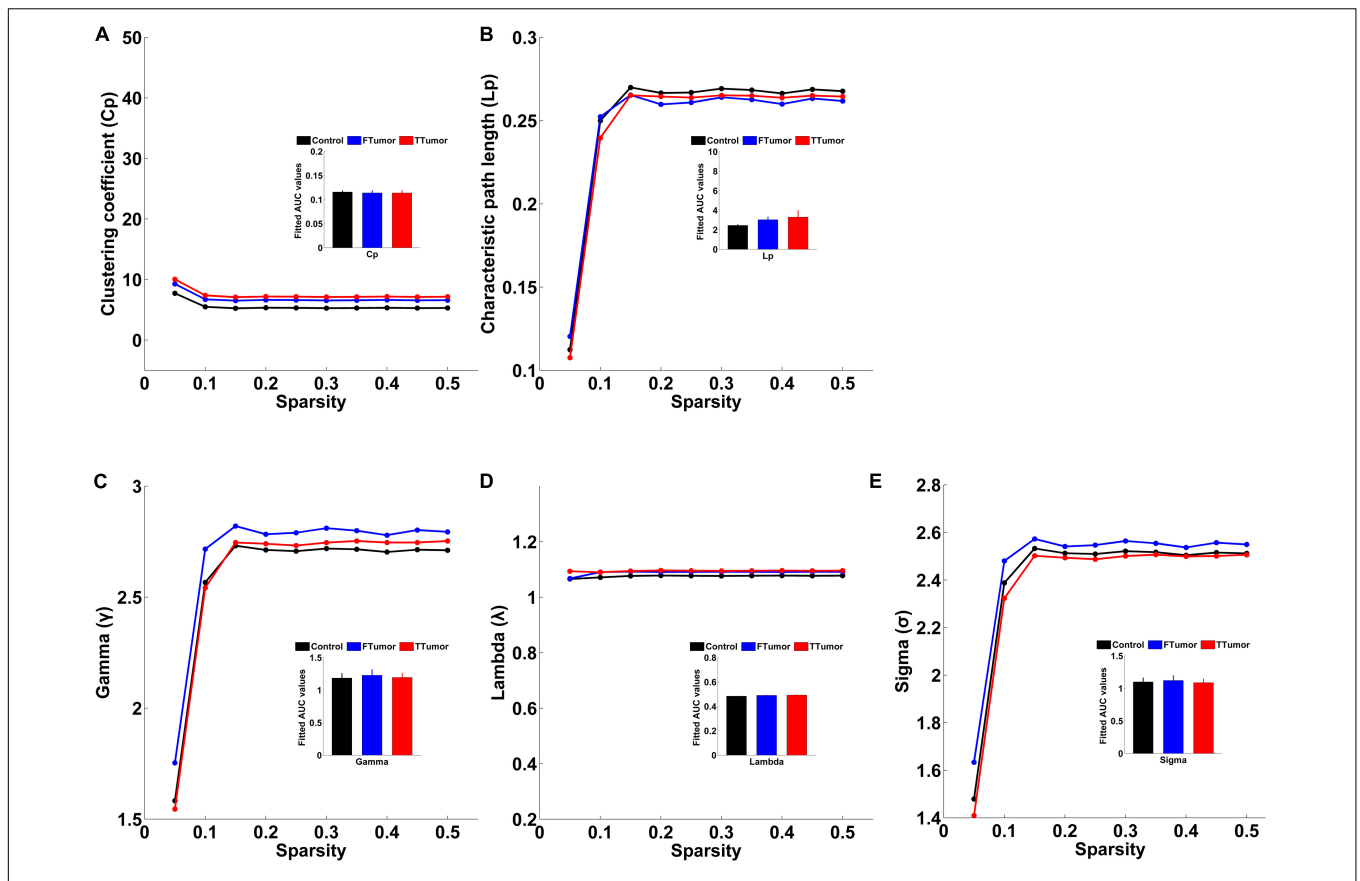 A
Clustering coefficient (Cp)
50
40
30
20
10
0
0 0.1 0.2 0.3 0.4 0.5
Sparsity
Control FTumor TTumor
Fitted AUC values
0.2
0.15
0.1
0.05
0
Cp
B
Characteristic path length (Lp)
0.3
0.25
0.2
0.15
0.1
0 0.1 0.2 0.3 0.4 0.5
Sparsity
Control FTumor TTumor
Fitted AUC values
10
8
6
4
2
0
Lp
C
Gamma (γ)
3
2.5
2
1.5
0 0.1 0.2 0.3 0.4 0.5
Sparsity
Control FTumor TTumor
Fitted AUC values
1.5
1
0.5
0
Gamma
D
Lambda (λ)
1.2
1
0.8
0.6
0.4
0.2
0 0.1 0.2 0.3 0.4 0.5
Sparsity
Control FTumor TTumor
Fitted AUC values
0.8
0.6
0.4
0.2
0
Lambda
E
Sigma (σ)
2.8
2.6
2.4
2.2
2
1.8
1.6
1.4
0 0.1 0.2 0.3 0.4 0.5
Sparsity
Control FTumor TTumor
Fitted AUC values
1.5
1
0.5
0
Sigma